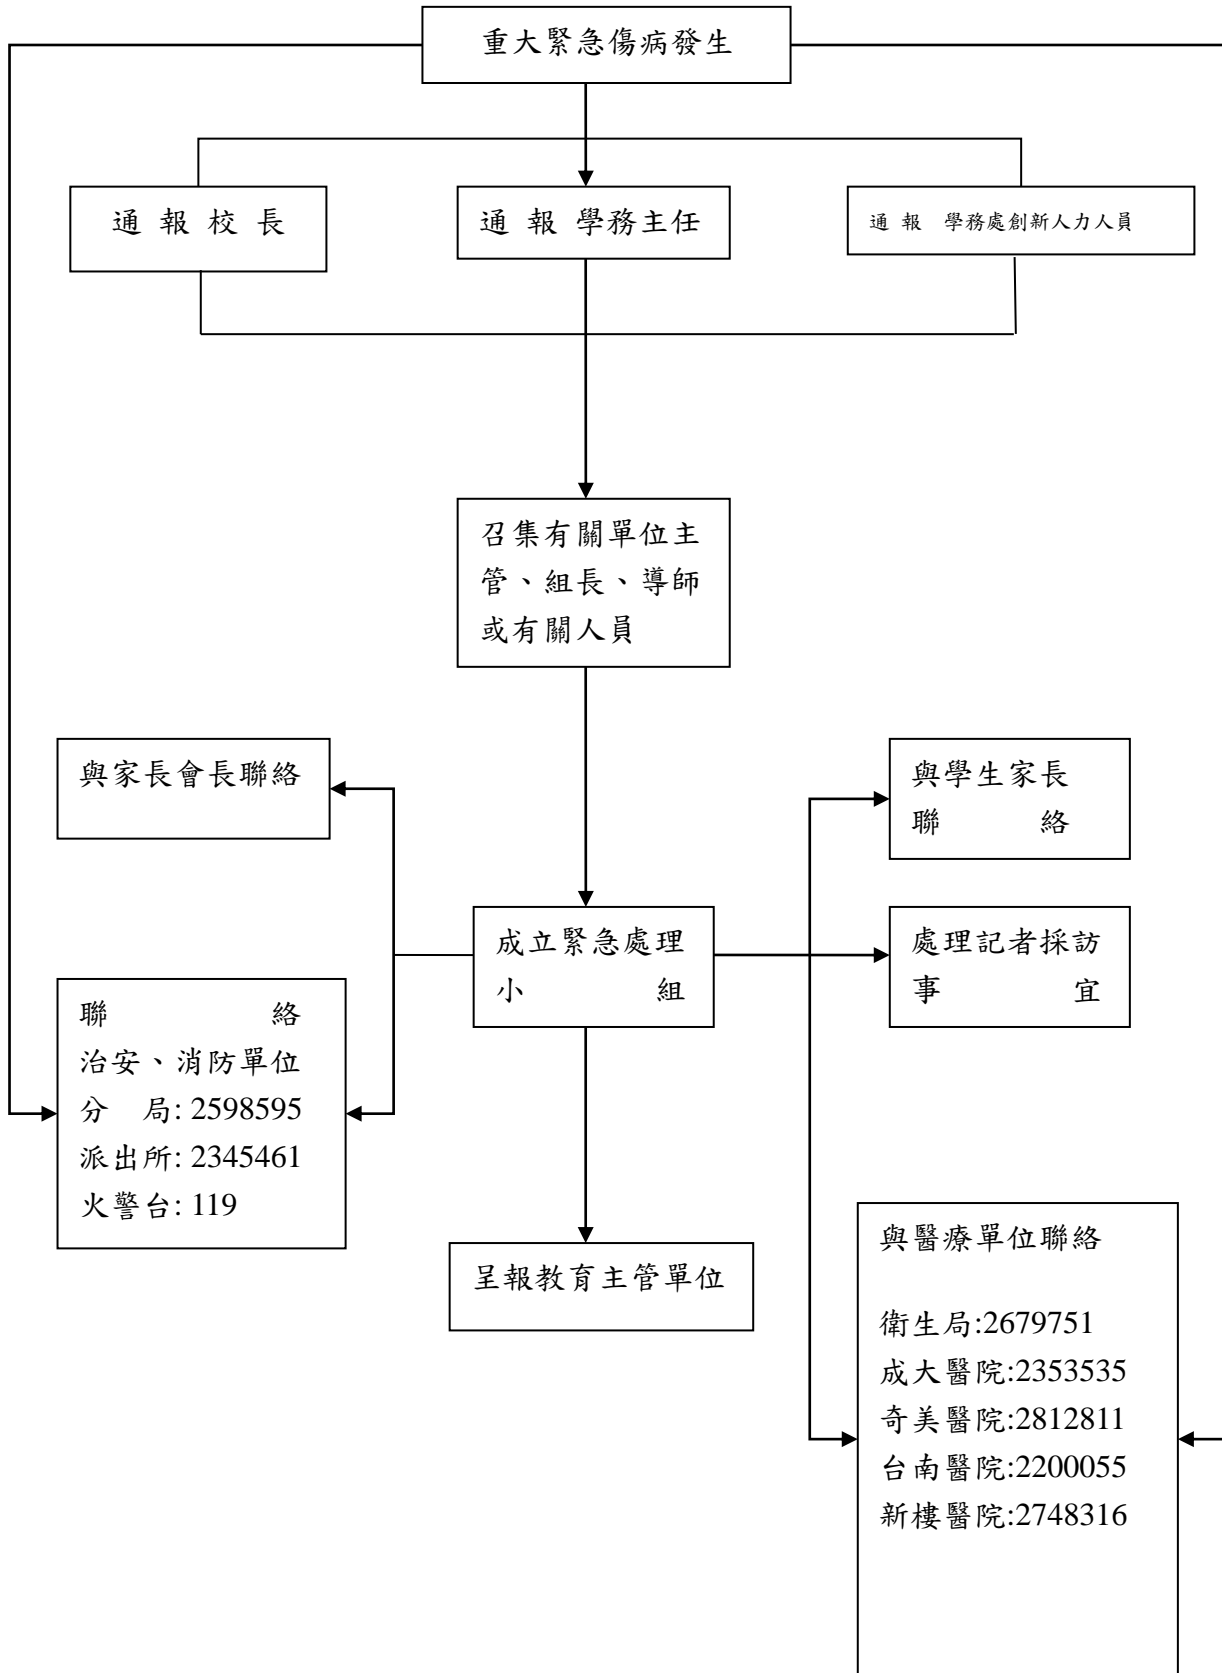 重大緊急傷病發生
通 報 校 長
通 報 學務主任
通 報 學務處創新人力人員
召集有關單位主
管、組長、導師
或有關人員
與家長會長聯絡
與學生家長
聯 絡
成立緊急處理
小 組
處理記者採訪
事 宜
聯 絡
治安、消防單位
分 局: 2598595
派出所: 2345461
火警台: 119
呈報教育主管單位
與醫療單位聯絡
衛生局:2679751
成大醫院:2353535
奇美醫院:2812811
台南醫院:2200055
新樓醫院:2748316